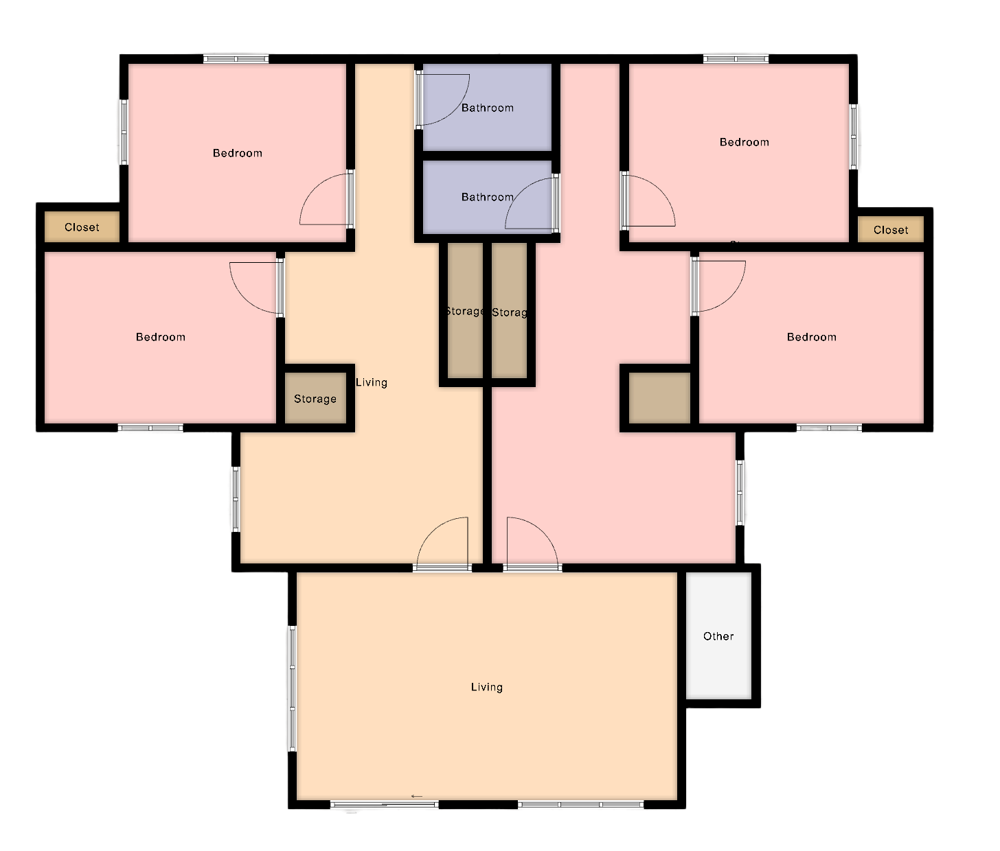 Bathroom
Bedroom
Bedroom
Bathroom
Closet
Closet
Storage
Storag
Bedroom
Bedroom
Living
Storage
Other
Living